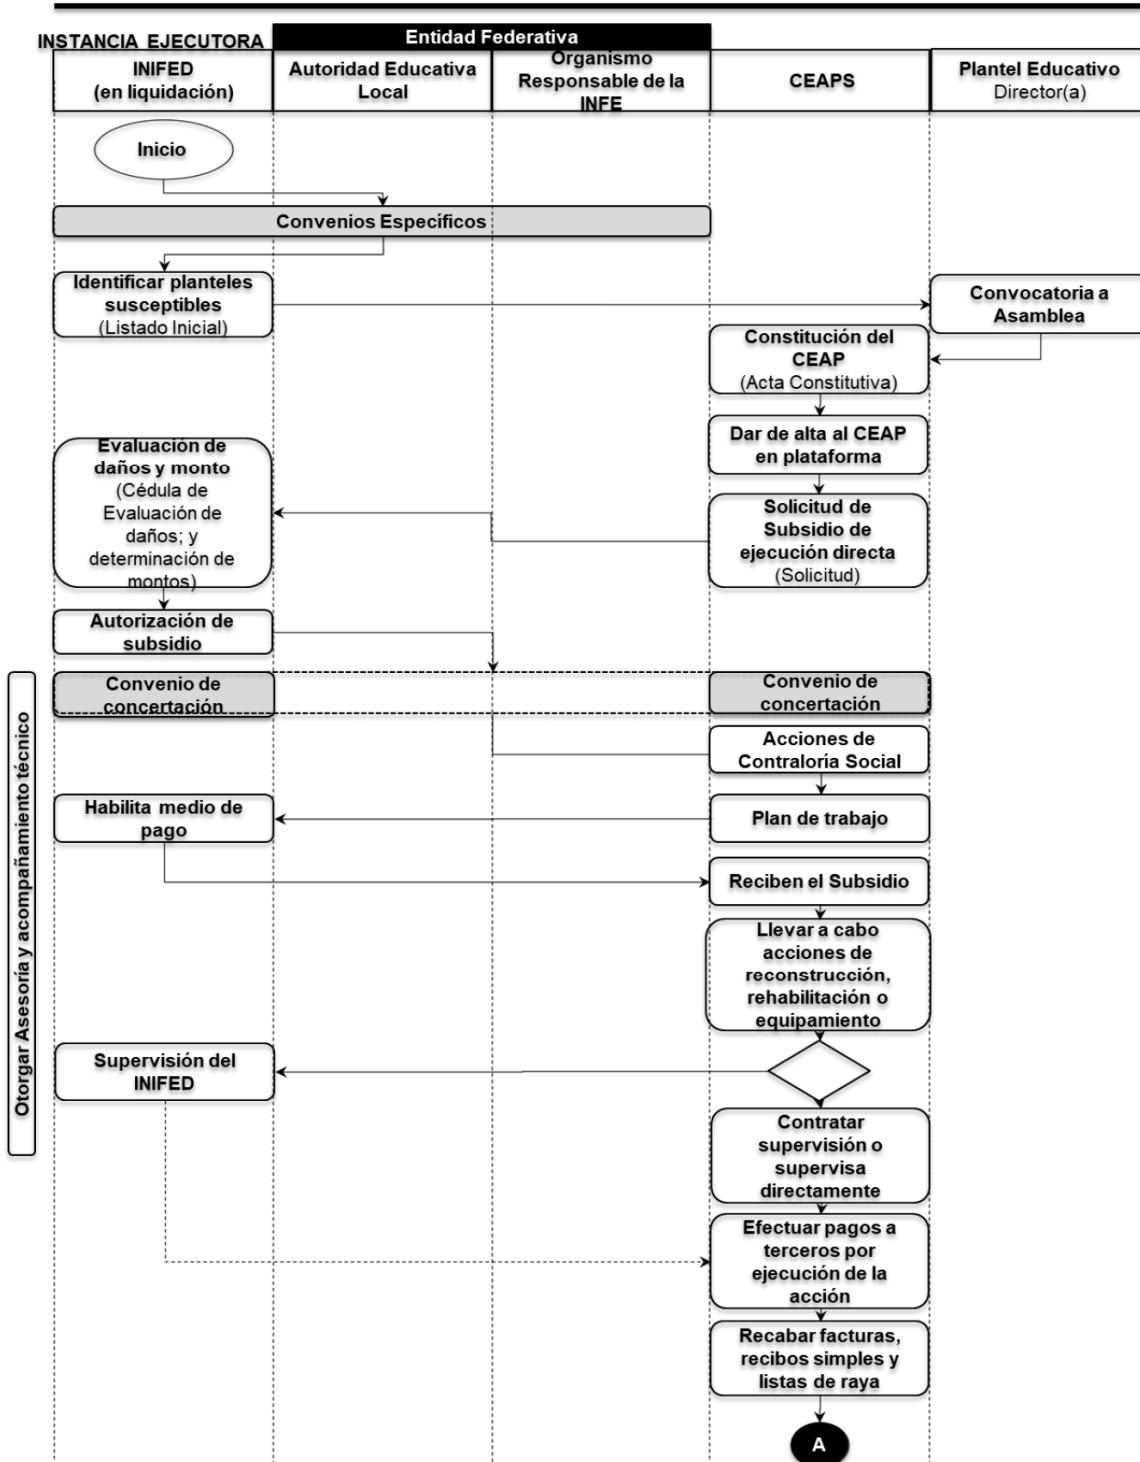 INSTANCIA EJECUTORA
Entidad Federativa
INIFED
(en liquidación)
Autoridad Educativa
Local
Organismo
Responsable de la
INFE
CEAPS
Plantel Educativo
Director(a)
Inicio
Convenios Específicos
Identificar planteles
susceptibles
(Listado Inicial)
Convocatoria a
Asamblea
Constitución del
CEAP
(Acta Constitutiva)
Dar de alta al CEAP
en plataforma
Evaluación de
daños y monto
(Cédula de
Evaluación de
daños; y
determinación de
montos)
Solicitud de
Subsidio de
ejecución directa
(Solicitud)
Autorización de
subsidio
Otorgar Asesoría y acompañamiento técnico
Convenio de
concertación
Convenio de
concertación
Acciones de
Contraloría Social
Habilita medio de
pago
Plan de trabajo
Reciben el Subsidio
Llevar a cabo
acciones de
reconstrucción,
rehabilitación o
equipamiento
Supervisión del
INIFED
Contratar
supervisión o
supervisa
directamente
Efectuar pagos a
terceros por
ejecución de la
acción
Recabar facturas,
recibos simples y
listas de raya
A